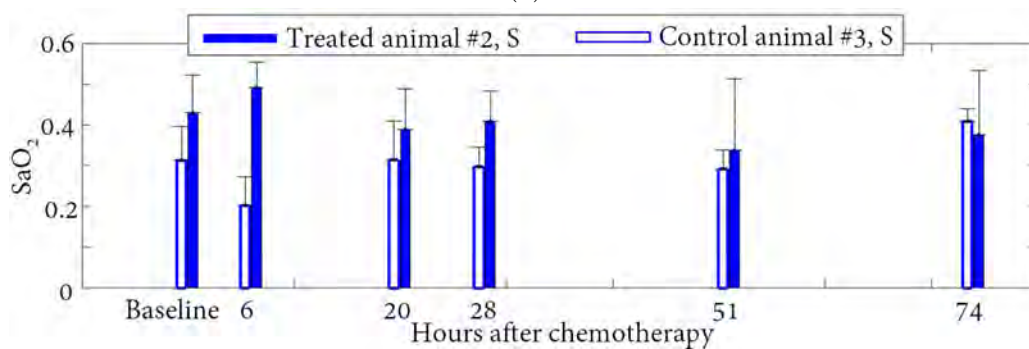 Treated animal #2, S Control animal #3, S
0.6
0.4
0.2
0
SaO2
Baseline 6 20 28 51 74
Hours after chemotherapy